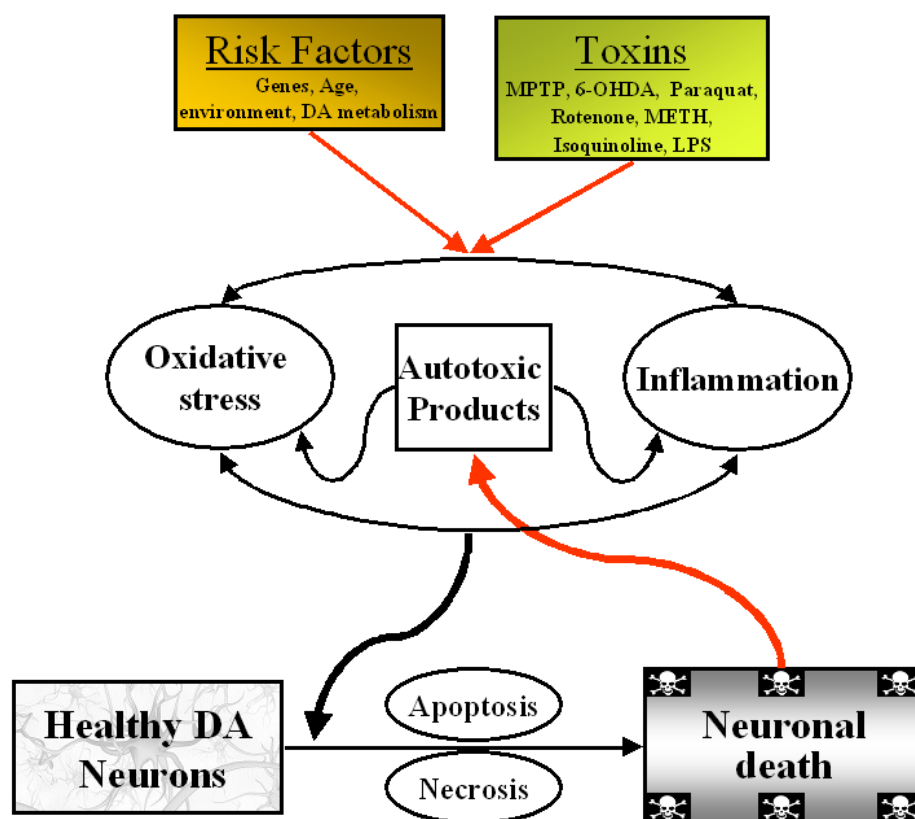 Risk Factors
Genes, Age,
environment, DA metabolism
Toxins
MPTP, 6-OHDA, Paraquat,
Rotenone, METH,
Isoquinoline, LPS
Oxidative
stress
Autotoxic
Products
Inflammation
Healthy DA
Neurons
Apoptosis
Necrosis
Neuronal
death